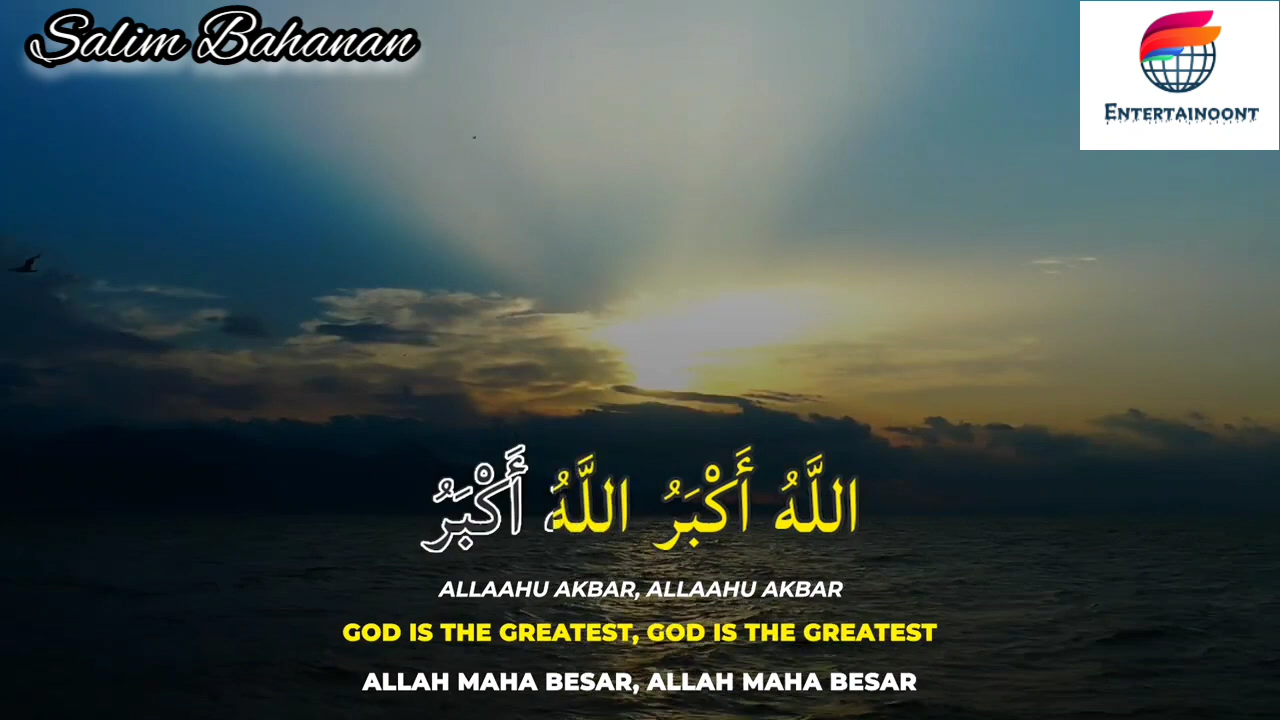 Salim Bahanan
ENTERTAINOONT
اللَّهُ أَكْبَرُ اللَّهُ أَكْبَرُ
ALLAAHU AKBAR, ALLAAHU AKBAR
GOD IS THE GREATEST, GOD IS THE GREATEST
ALLAH MAHA BESAR, ALLAH MAHA BESAR